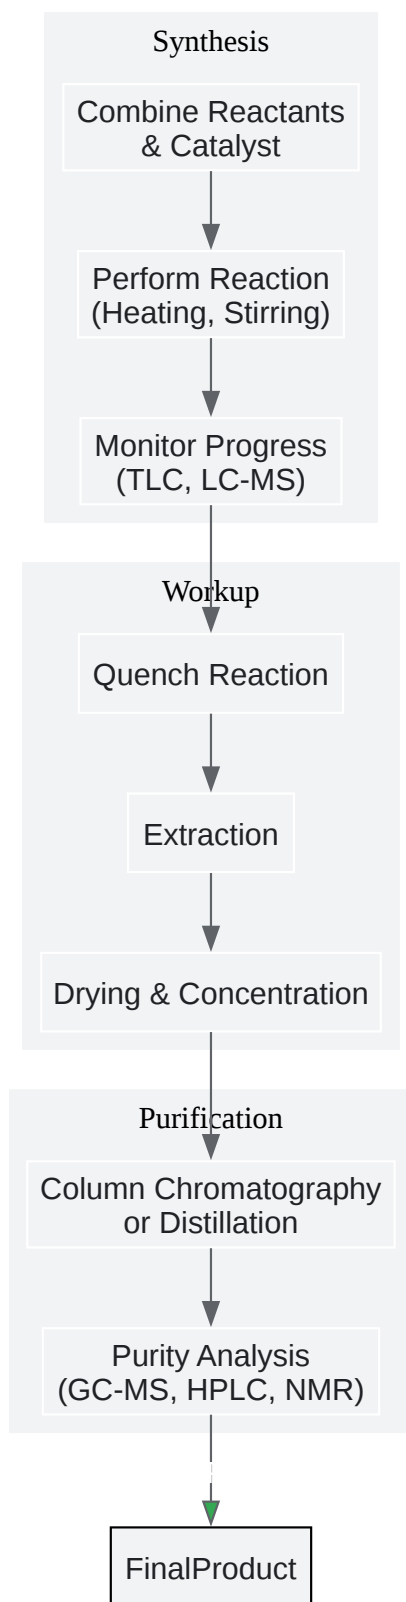 Synthesis
Combine Reactants
& Catalyst
Perform Reaction
(Heating, Stirring)
Monitor Progress
(TLC, LC-MS)
Workup
Quench Reaction
Extraction
Drying & Concentration
Purification
Column Chromatography
or Distillation
Purity Analysis
(GC-MS, HPLC, NMR)
FinalProduct